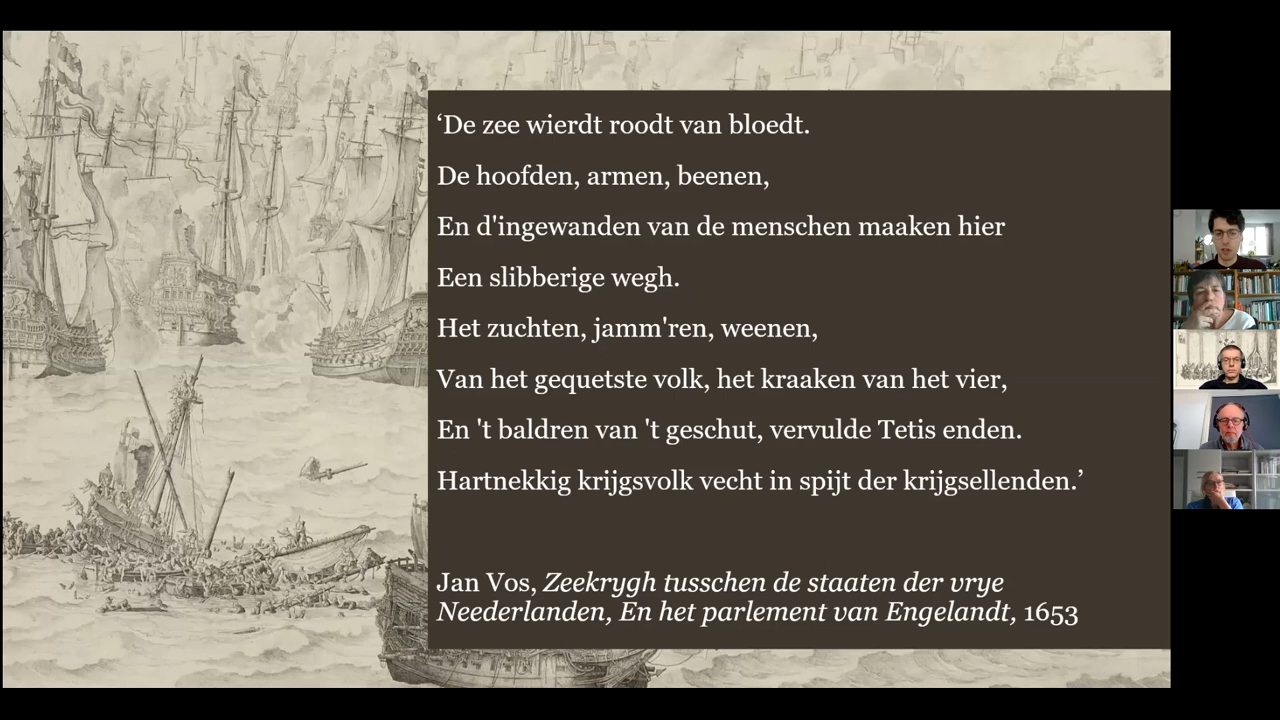 ‘De zee wierdt roodt van bloedt.
De hoofden, armen, beenen,
En d'ingewanden van de menschen maaken hier
Een slibberige wegh.
Het zuchten, jamm'ren, weenen,
Van het gequetste volk, het kraaken van het vier,
En 't baldren van 't geschut, vervulde Tetis enden.
Hartnekkig krijgsvolk vecht in spijt der krijgsellenden.’
Jan Vos, Zeekrygh tusschen de staaten der vrye
Neederlanden, En het parlement van Engelandt, 1653